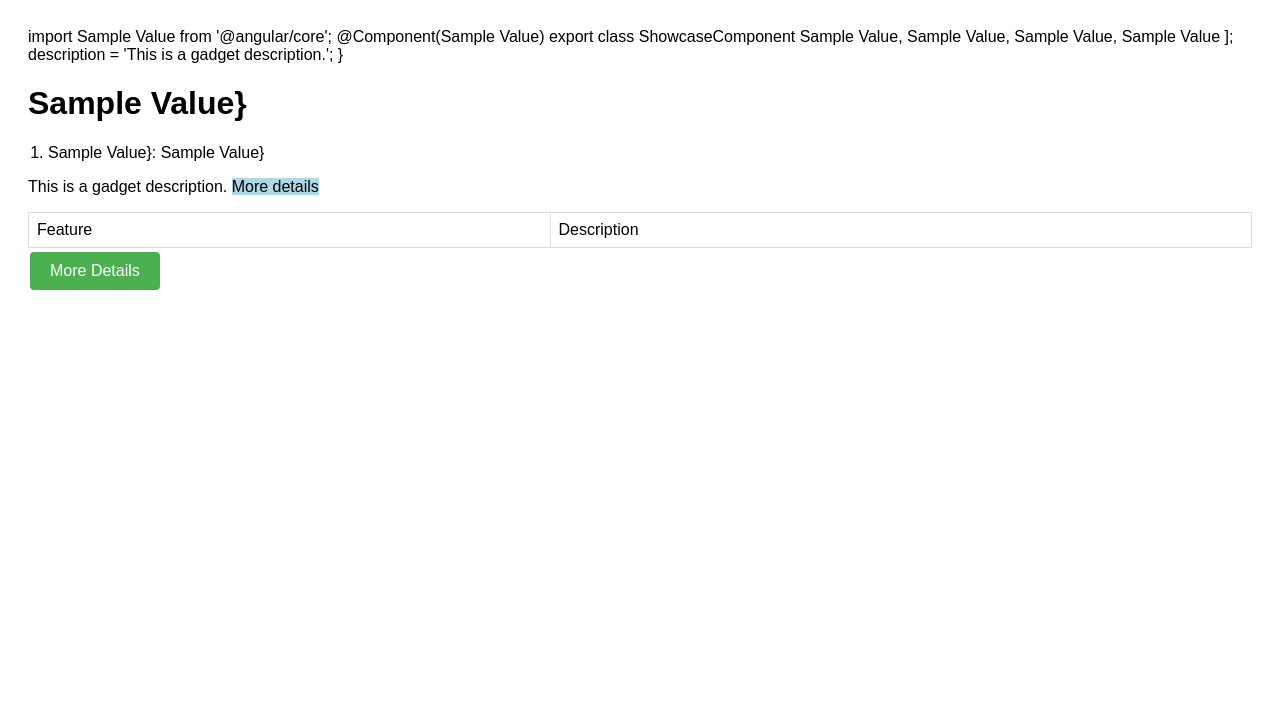 import Sample Value from '@angular/core'; @Component(Sample Value) export class ShowcaseComponent Sample Value, Sample Value, Sample Value, Sample Value ];
description = 'This is a gadget description.'; }
Sample Value}
1. Sample Value}: Sample Value}
This is a gadget description. More details
Feature Description
More Details